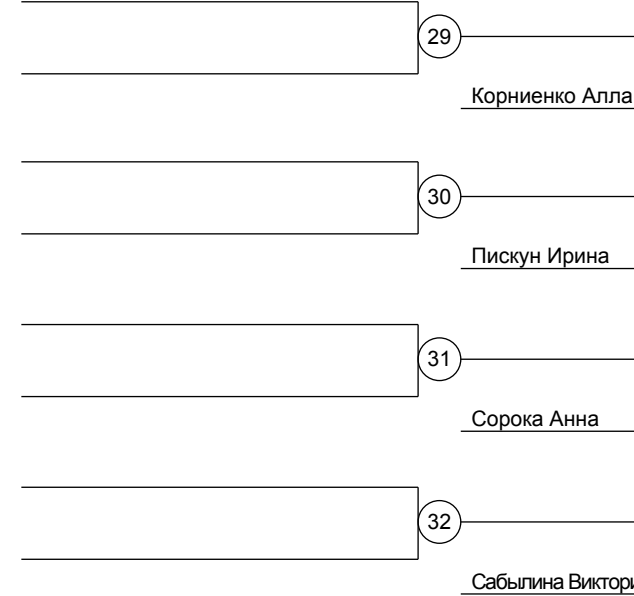 29
Корниенко Алла
30
Пискун Ирина
31
Сорока Анна
32
Сабылина